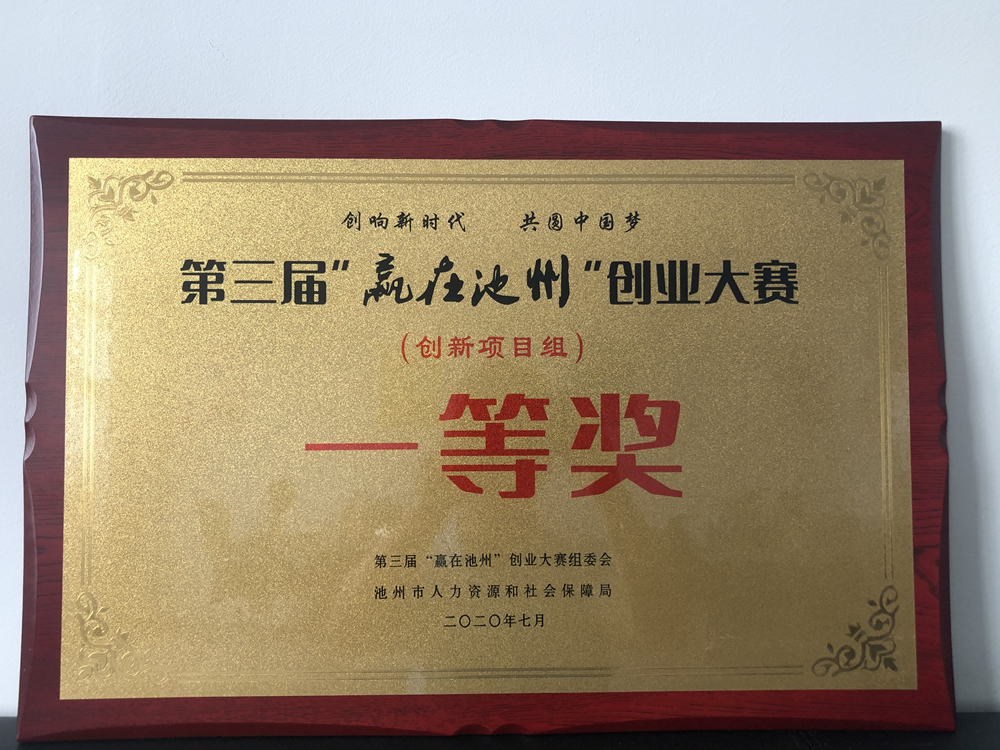 创响新时代 共圆中国梦
第三届“赢在池州”创业大赛
(创新项目组)
一等奖
第三届“赢在池州”创业大赛组委会
池州市人力资源和社会保障局
二〇二〇年七月